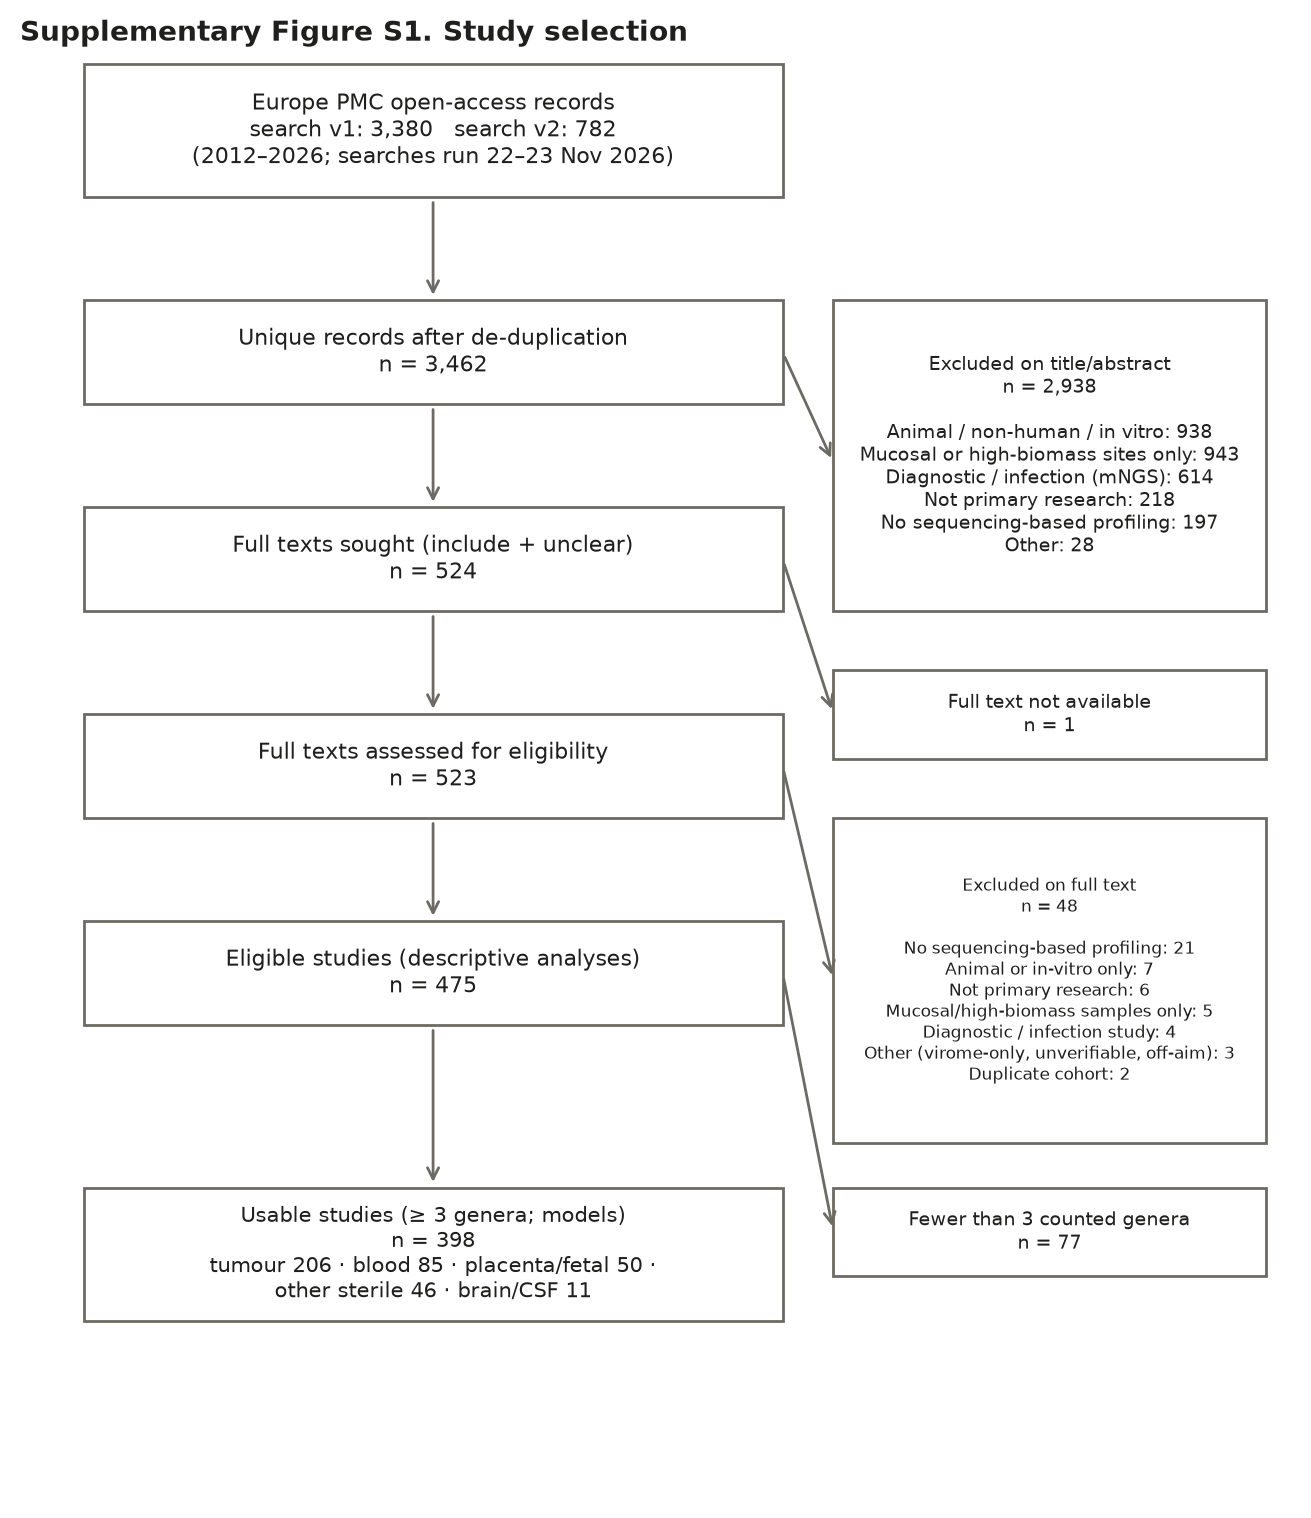 Supplementary Figure S1. Study selection
Europe PMC open-access records
search v1: 3,380   search v2: 782
(2012–2026; searches run 22–23 Nov 2026)
Unique records after de-duplication
n = 3,462
Excluded on title/abstract
n = 2,938
Animal / non-human / in vitro: 938
Mucosal or high-biomass sites only: 943
Diagnostic / infection (mNGS): 614
Not primary research: 218
No sequencing-based profiling: 197
Other: 28
Full texts sought (include + unclear)
n = 524
Full text not available
n = 1
Full texts assessed for eligibility
n = 523
Excluded on full text
n = 48
No sequencing-based profiling: 21
Animal or in-vitro only: 7
Not primary research: 6
Mucosal/high-biomass samples only: 5
Diagnostic / infection study: 4
Other (virome-only, unverifiable, off-aim): 3
Duplicate cohort: 2
Eligible studies (descriptive analyses)
n = 475
Fewer than 3 counted genera
n = 77
Usable studies (≥ 3 genera; models)
n = 398
tumour 206 · blood 85 · placenta/fetal 50 ·
other sterile 46 · brain/CSF 11